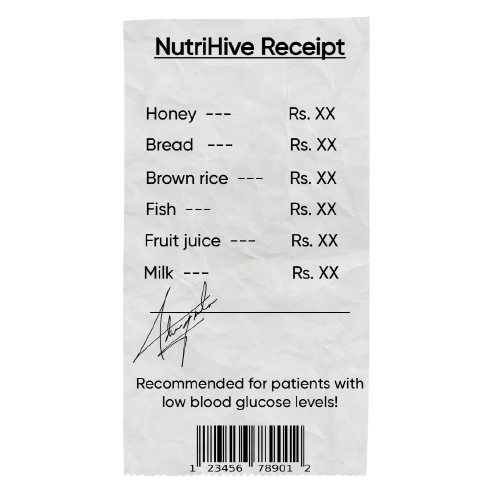 NutriHive Receipt
Honey --- Rs. XX
Bread --- Rs. XX
Brown rice --- Rs. XX
Fish --- Rs. XX
Fruit juice --- Rs. XX
Milk --- Rs. XX
Recommended for patients with
low blood glucose levels!
1 23456 78901 2